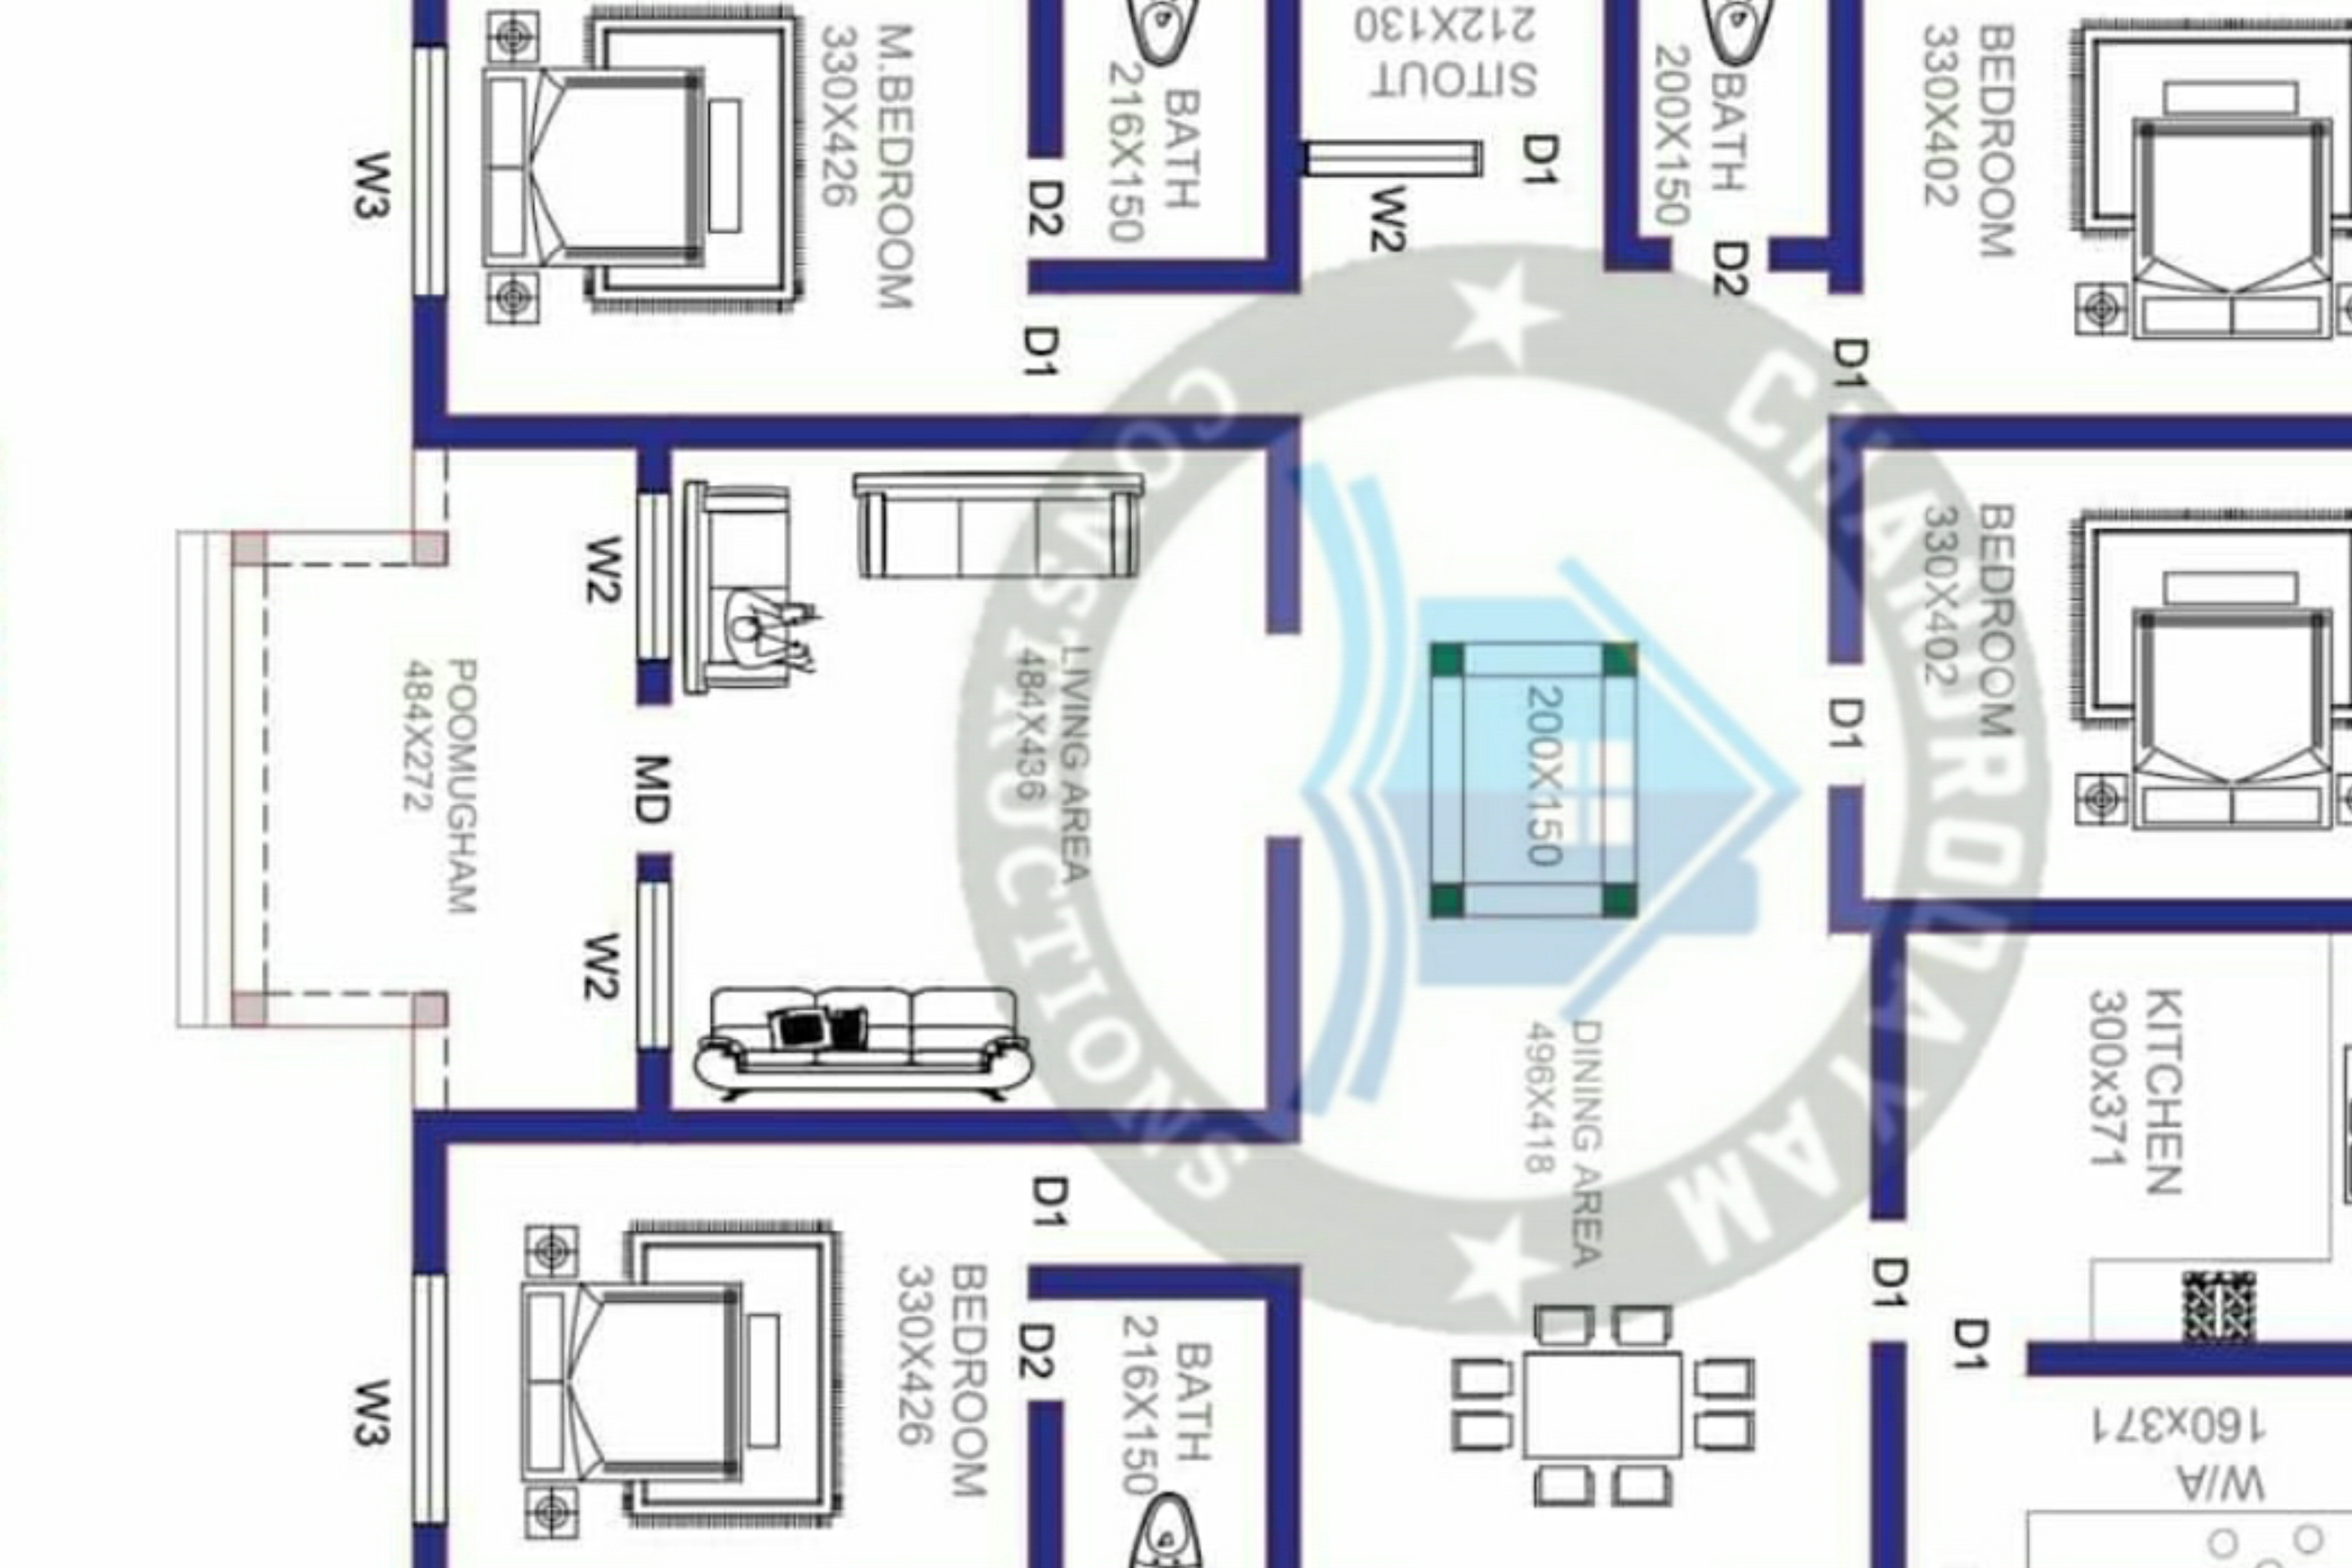 M.BEDROOM
330X426
BATH
216X150
SITOUT
212X130
BATH
200X150
BEDROOM
330X402
W3
D2
D1
W2
D1
D2
D1
W2
POOMUGHAM
484X272
MD
W2
LIVING AREA
484X436
200X150
D1
BEDROOM
330X402
DINING AREA
496X418
KITCHEN
300x371
D1
D1
W/A
160x371
W3
BEDROOM
330X426
D1
D2
BATH
216X150
CHANDRODAYAM
CONSTRUCTIONS